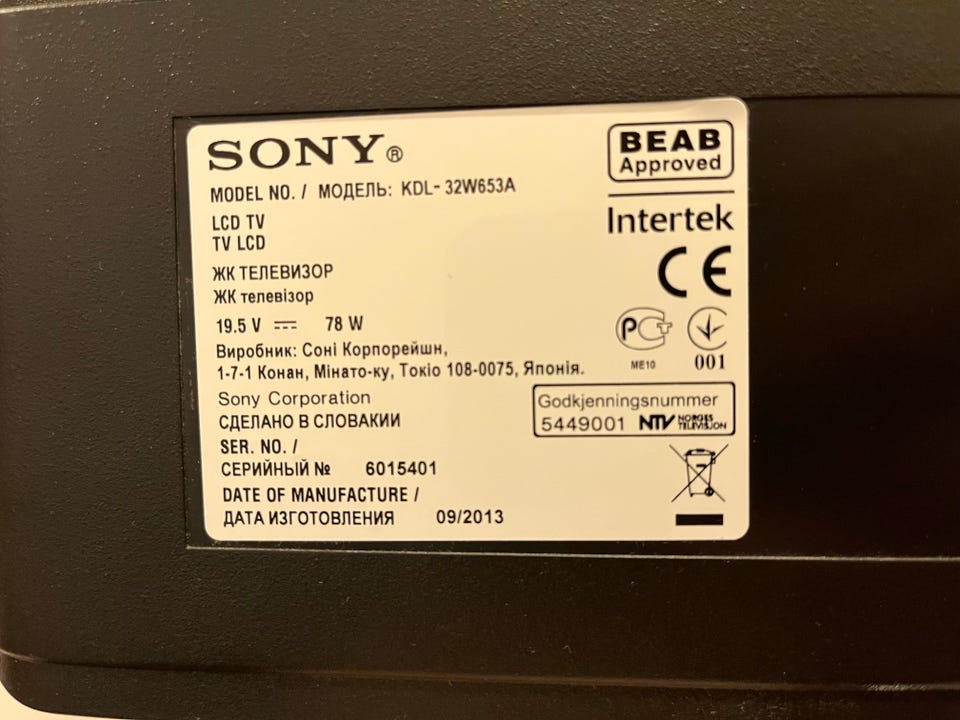 SONY®
MODEL NO. / МОДЕЛЬ: KDL- 32W653A
LCD TV
TV LCD
ЖК ТЕЛЕВИЗОР
ЖК телевізор
19.5 V 78 W
Виробник: Соні Корпорейшн,
1-7-1 Конан, Мінато-ку, Токіо 108-0075, Японія.
Sony Corporation
СДЕЛАНО В СЛОВАКИИ
SER. NO. /
СЕРИЙНЫЙ № 6015401
DATE OF MANUFACTURE /
ДАТА ИЗГОТОВЛЕНИЯ 09/2013
BEAB
Approved
Intertek
CE
РСТ
ME10 001
Godkjenningsnummer
5449001 NTV NORGES
TELEVISJON